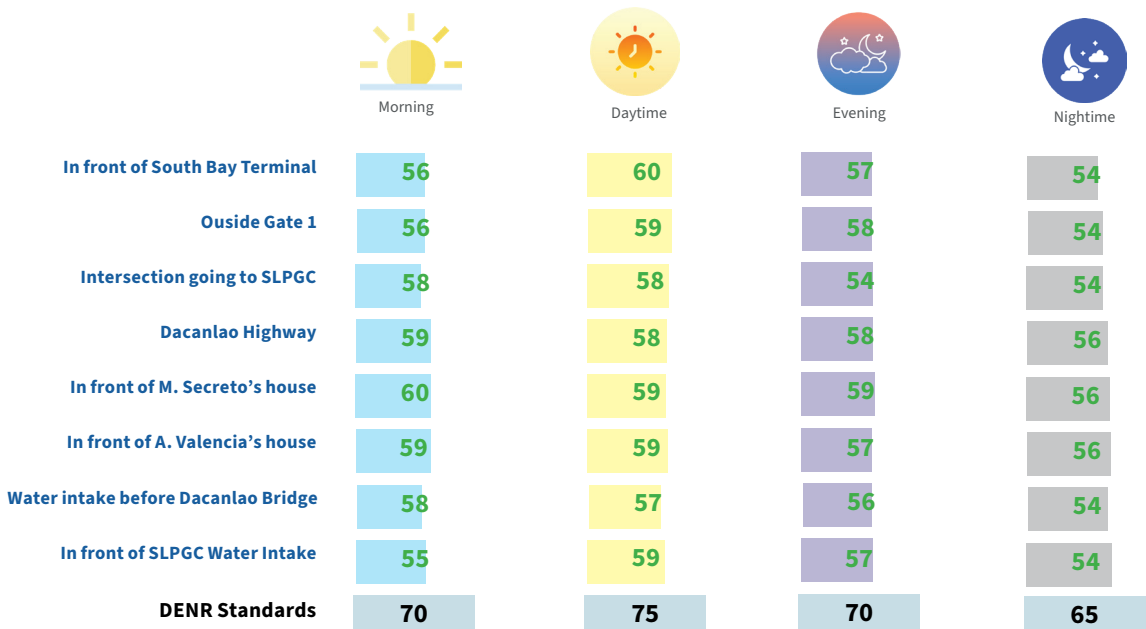 Morning Daytime Evening Nightime
In front of South Bay Terminal 56 60 57 54
Ouside Gate 1 56 59 58 54
Intersection going to SLPGC 58 58 54 54
Dacanlao Highway 59 58 58 56
In front of M. Secreto’s house 60 59 59 56
In front of A. Valencia’s house 59 59 57 56
Water intake before Dacanlao Bridge 58 57 56 54
In front of SLPGC Water Intake 55 59 57 54
DENR Standards 70 75 70 65